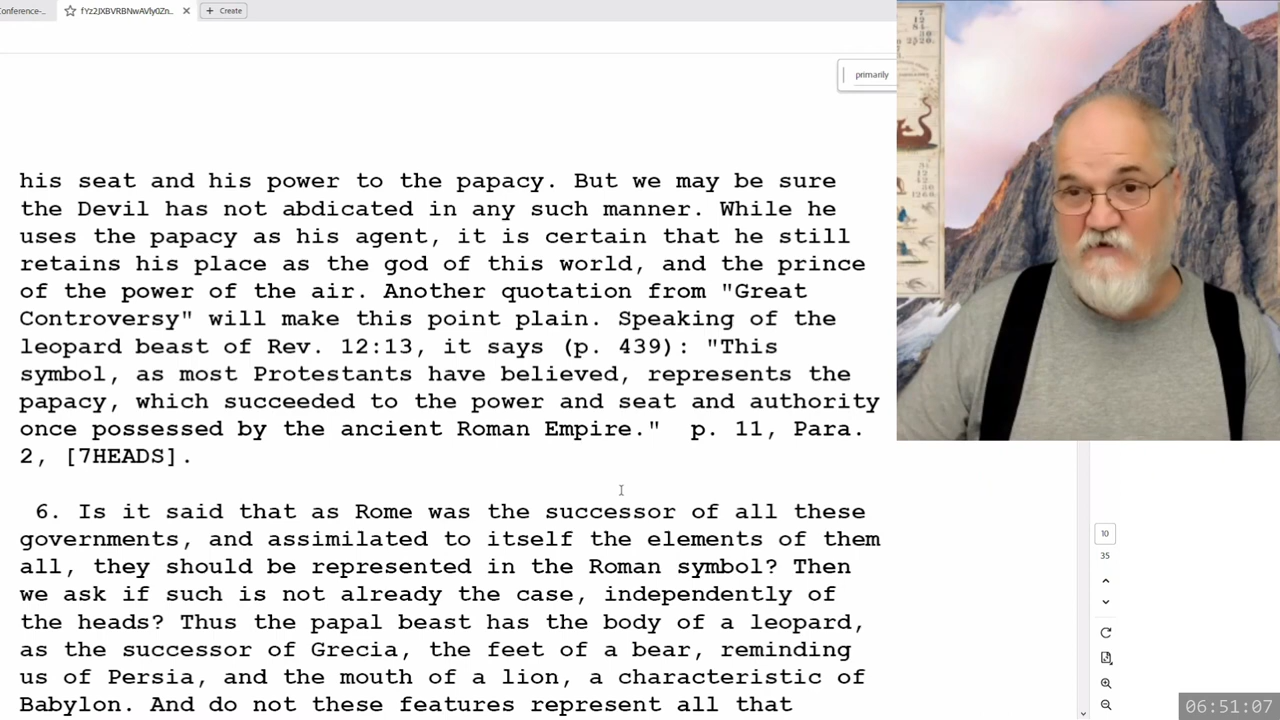 onference-...
fYz2JXBVRBNwAVly0Zn...
Create
primarily
his seat and his power to the papacy. But we may be sure
the Devil has not abdicated in any such manner. While he
uses the papacy as his agent, it is certain that he still
retains his place as the god of this world, and the prince
of the power of the air. Another quotation from "Great
Controversy" will make this point plain. Speaking of the
leopard beast of Rev. 12:13, it says (p. 439): "This
symbol, as most Protestants have believed, represents the
papacy, which succeeded to the power and seat and authority
once possessed by the ancient Roman Empire."  p. 11, Para.
2, [7HEADS].
6. Is it said that as Rome was the successor of all these
governments, and assimilated to itself the elements of them
all, they should be represented in the Roman symbol? Then
we ask if such is not already the case, independently of
the heads? Thus the papal beast has the body of a leopard,
as the successor of Grecia, the feet of a bear, reminding
us of Persia, and the mouth of a lion, a characteristic of
Babylon. And do not these features represent all that
7
12
84
30
2520
12
42
30
1260
10
35
06:51:07